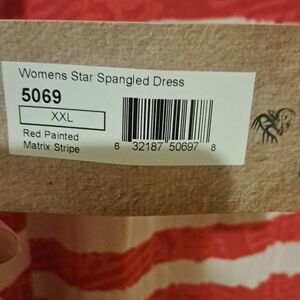 Womens Star Spangled Dress
5069
XXL
Red Painted
Matrix Stripe
6 32187 50697 8